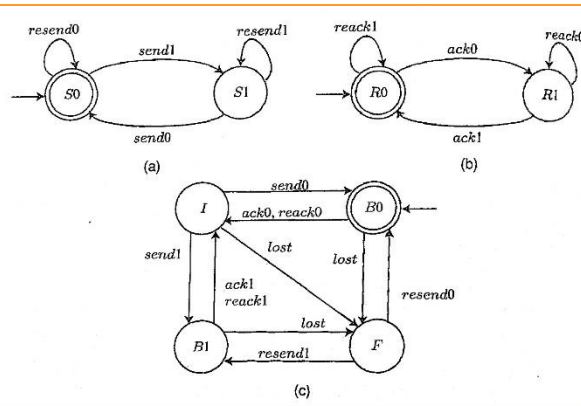 resend0
send1
resend1
S0
S1
send0
(a)
reack1
ack0
reack0
R0
R1
ack1
(b)
send0
I
B0
ack0, reack0
send1
lost
lost
ack1
reack1
resend0
lost
B1
F
resend1
(c)